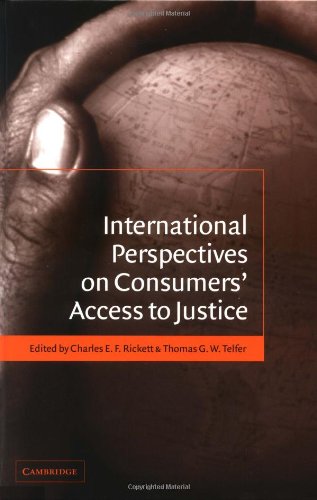 International
Perspectives
on Consumers'
Access to Justice
Edited by Charles E. F. Rickett & Thomas G. W. Telfer
CAMBRIDGE